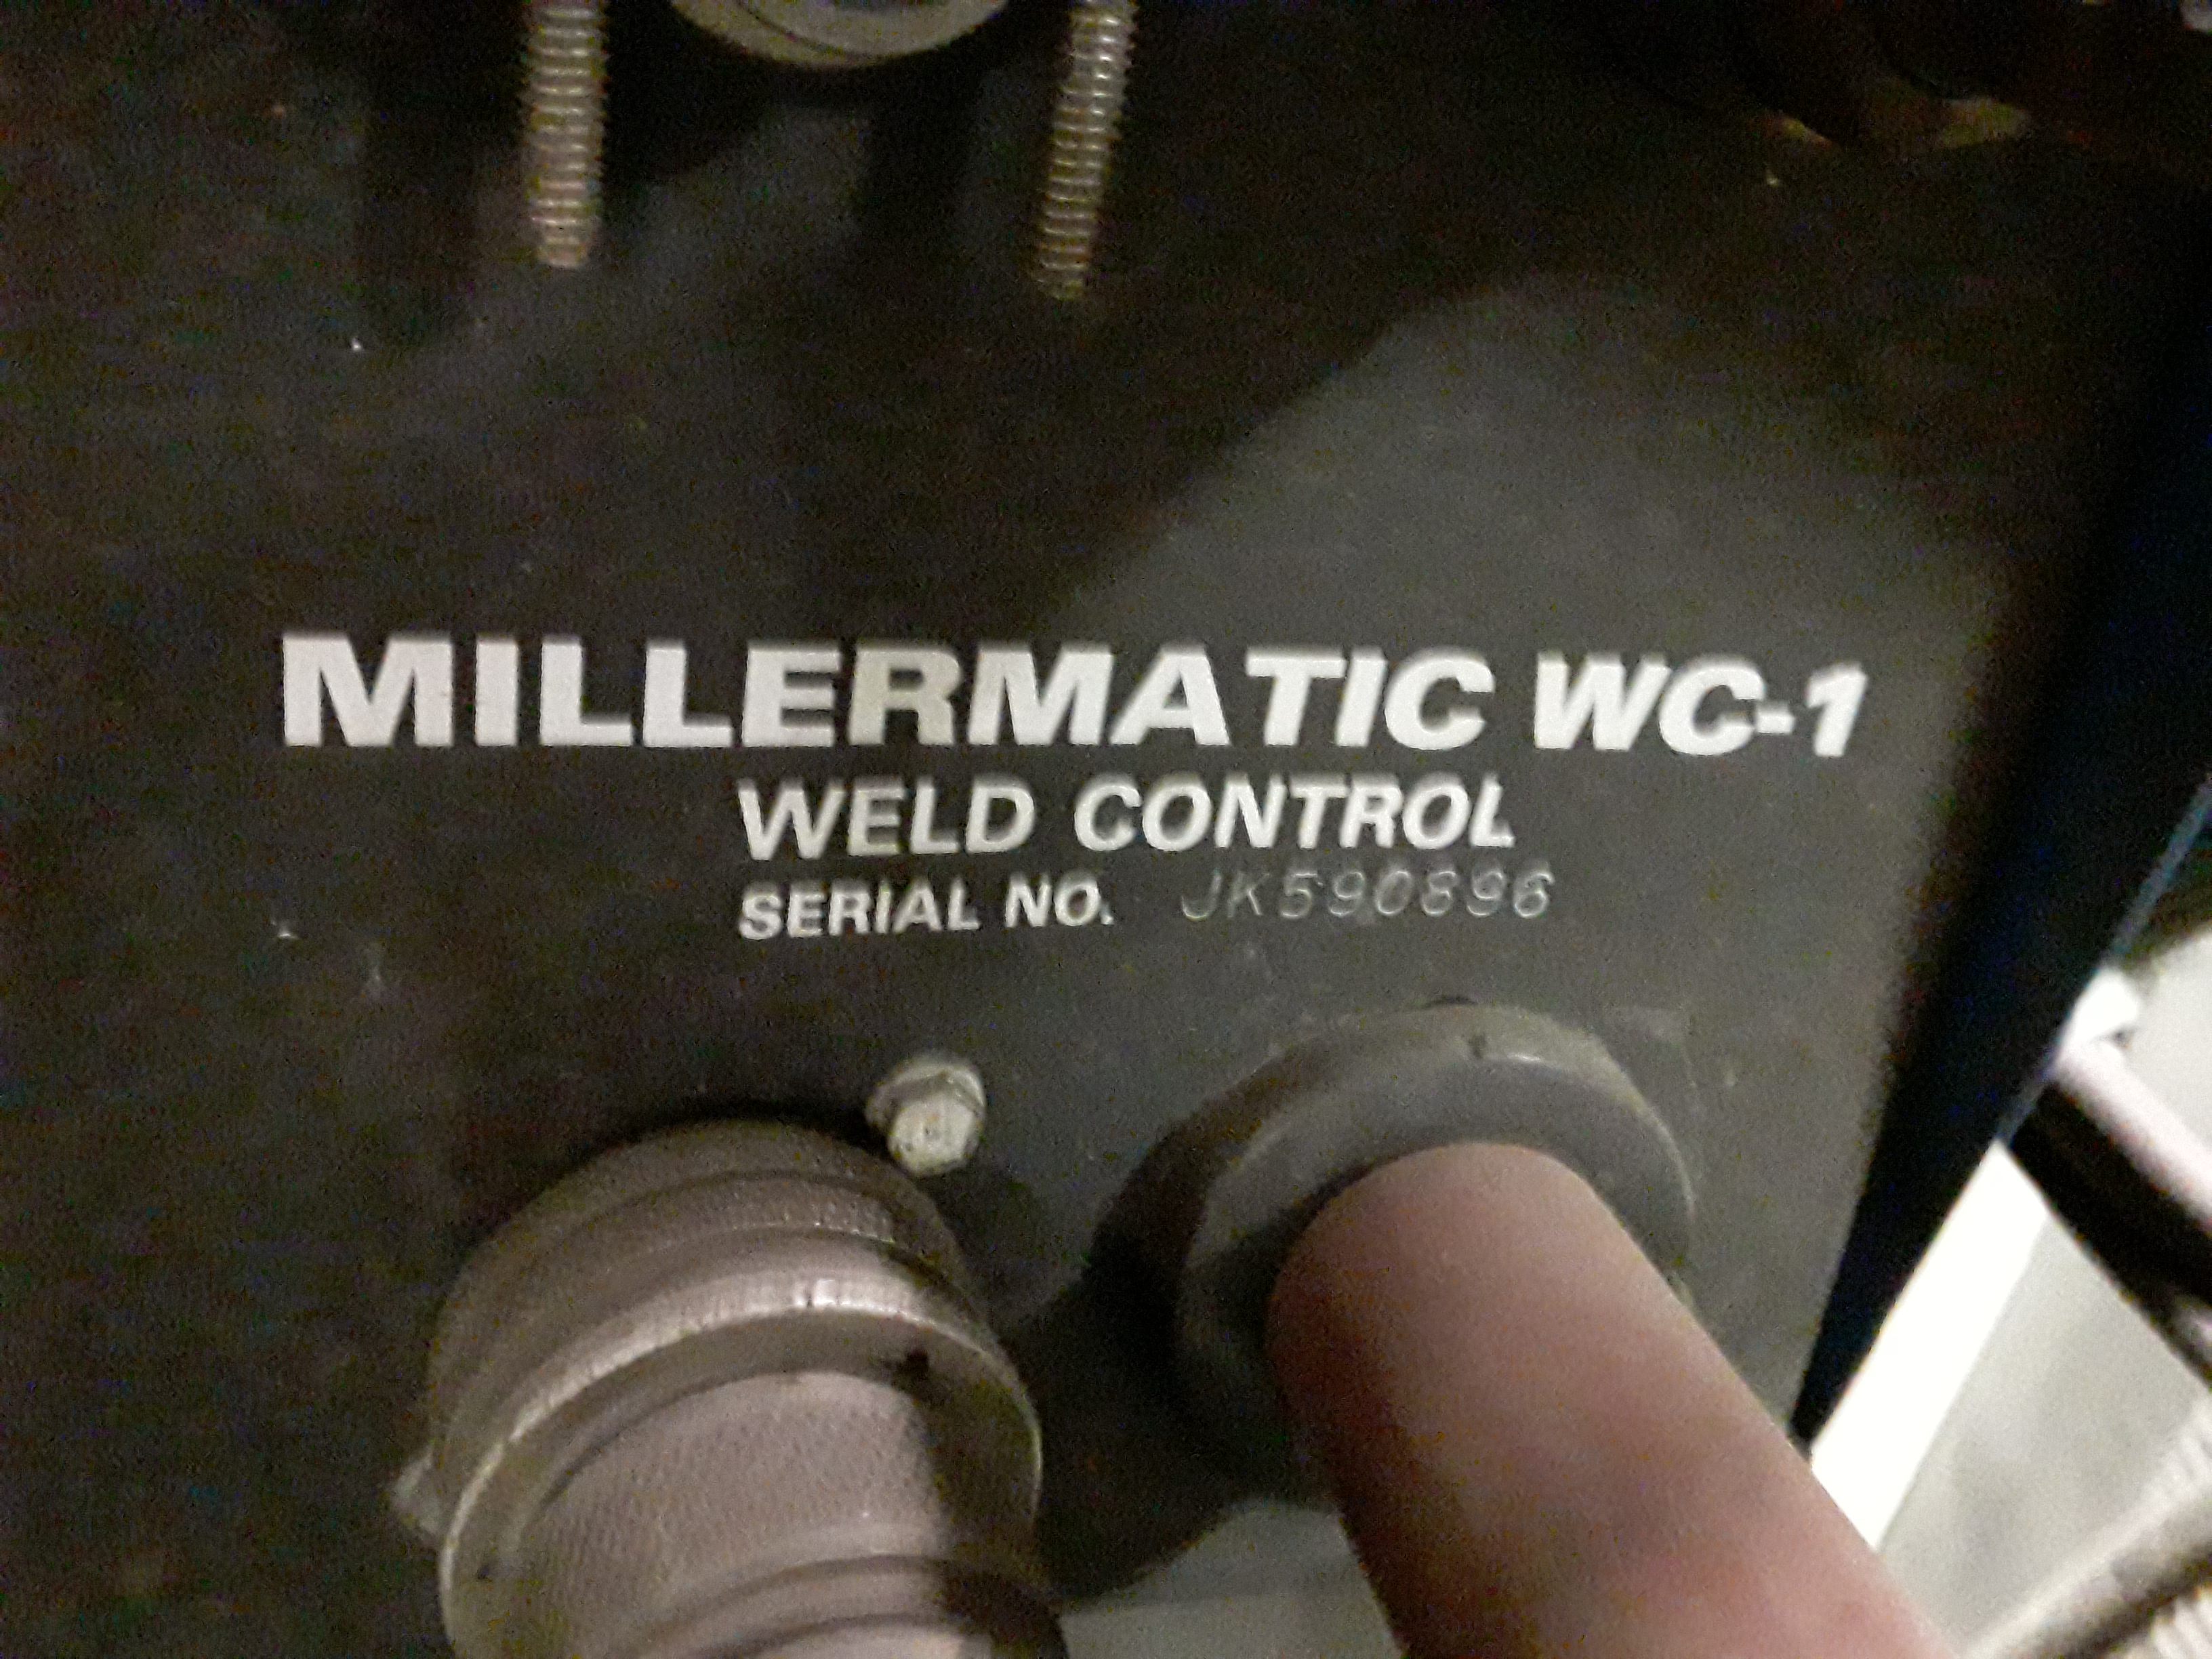 MILLERMATIC WC-1
WELD CONTROL
SERIAL NO. JK590896